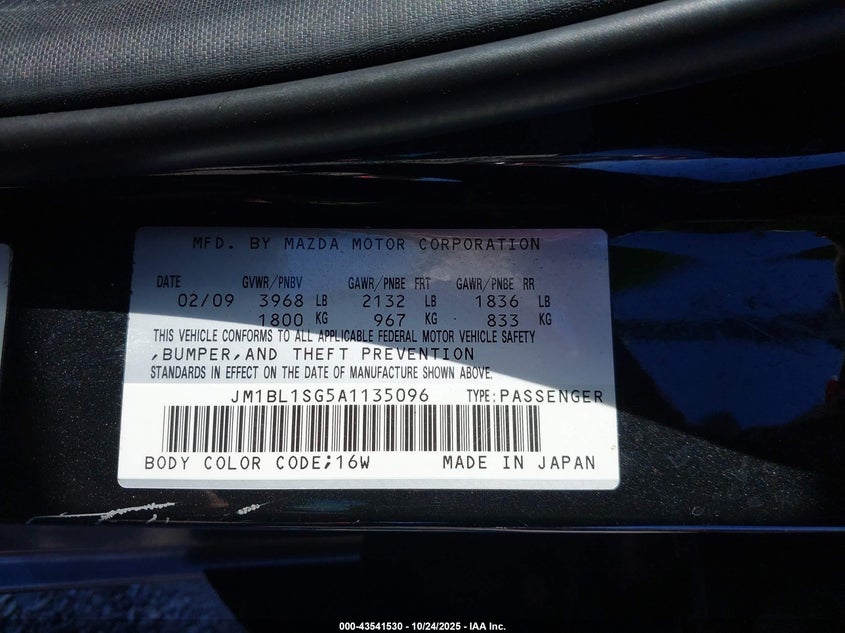 MFD. BY MAZDA MOTOR CORPORATION
DATE GVWR/PNBV GAWR/PNBE FRT GAWR/PNBE RR
02/09 3968 LB 2132 LB 1836 LB
1800 KG 967 KG 833 KG
THIS VEHICLE CONFORMS TO ALL APPLICABLE FEDERAL MOTOR VEHICLE SAFETY
,BUMPER,AND THEFT PREVENTION
STANDARDS IN EFFECT ON THE DATE OF MANUFACTURE SHOWN ABOVE.
JM1BL1SG5A1135096 TYPE:PASSENGER
BODY COLOR CODE;16W MADE IN JAPAN
000-43541530 - 10/24/2025 - IAA Inc.